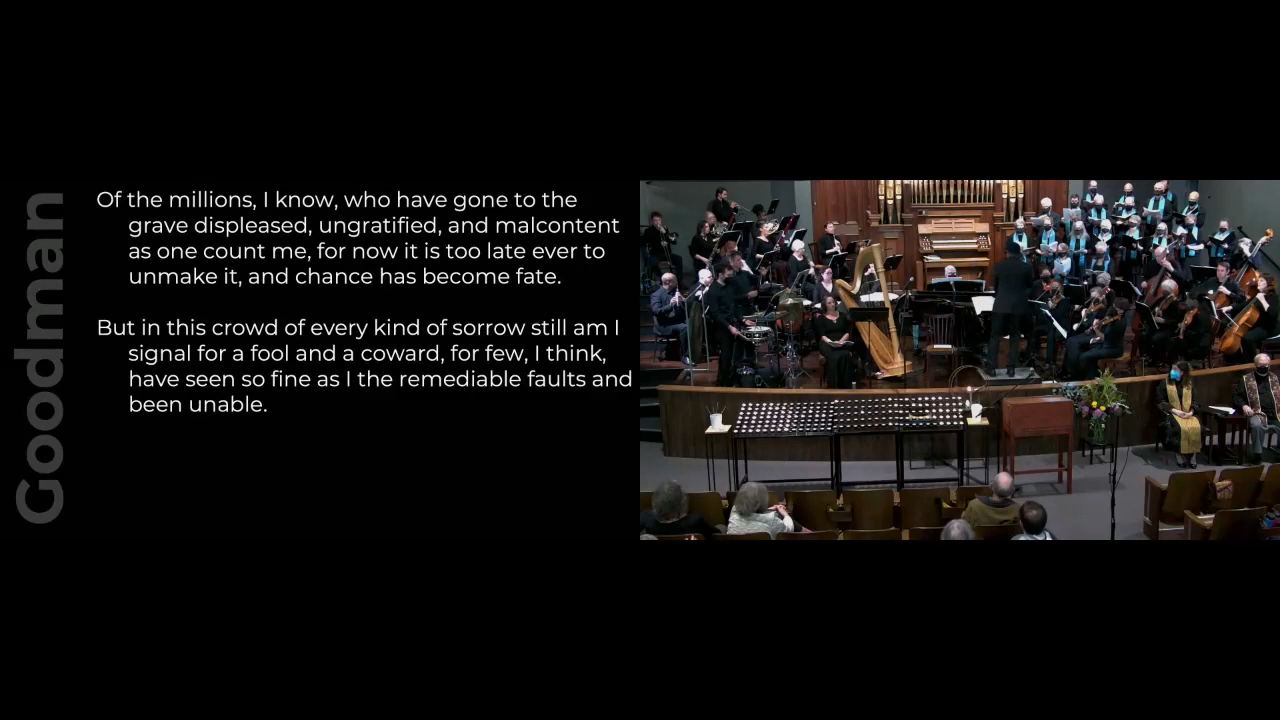 Goodman
Of the millions, I know, who have gone to the
grave displeased, ungratified, and malcontent
as one count me, for now it is too late ever to
unmake it, and chance has become fate.
But in this crowd of every kind of sorrow still am I
signal for a fool and a coward, for few, I think,
have seen so fine as I the remediable faults and
been unable.